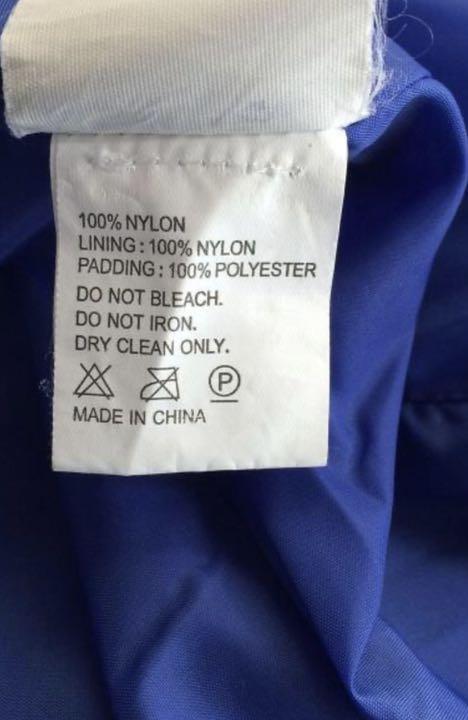 100% NYLON
LINING : 100% NYLON
PADDING : 100% POLYESTER
DO NOT BLEACH.
DO NOT IRON.
DRY CLEAN ONLY.
P
MADE IN CHINA